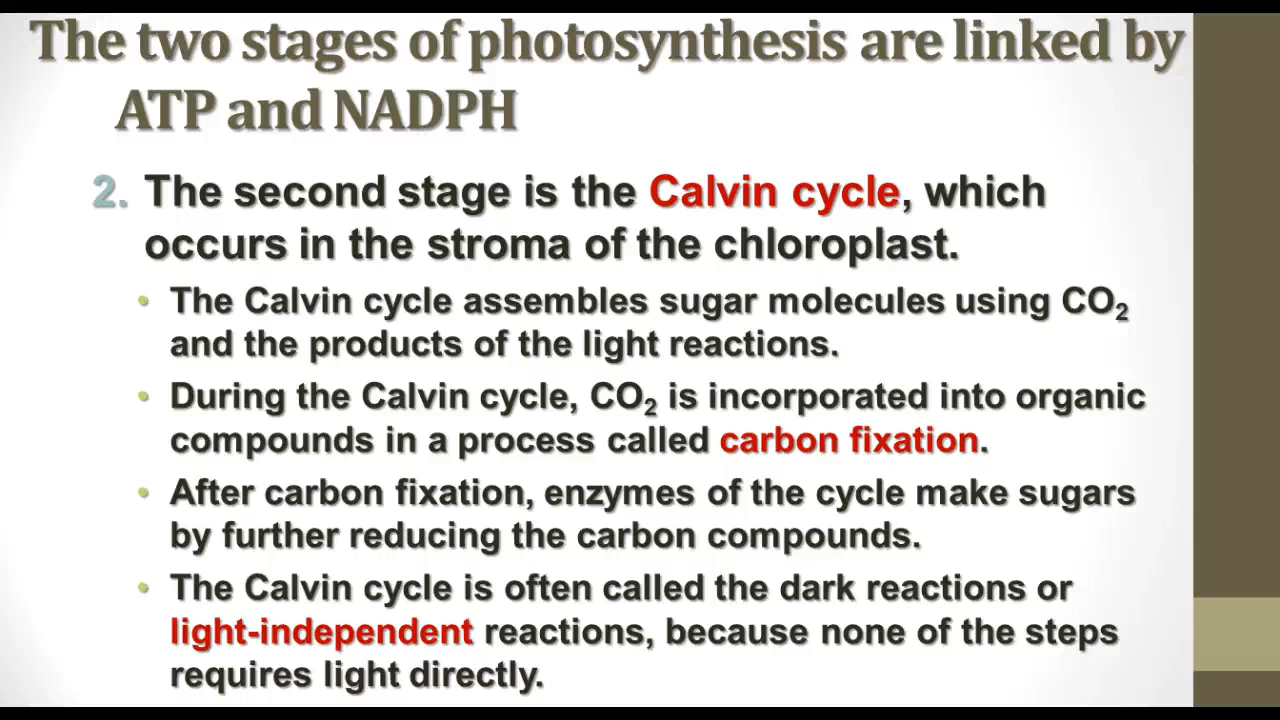 The two stages of photosynthesis are linked by
ATP and NADPH
2. The second stage is the Calvin cycle, which
occurs in the stroma of the chloroplast.
• The Calvin cycle assembles sugar molecules using CO₂
and the products of the light reactions.
• During the Calvin cycle, CO₂ is incorporated into organic
compounds in a process called carbon fixation.
• After carbon fixation, enzymes of the cycle make sugars
by further reducing the carbon compounds.
• The Calvin cycle is often called the dark reactions or
light-independent reactions, because none of the steps
requires light directly.